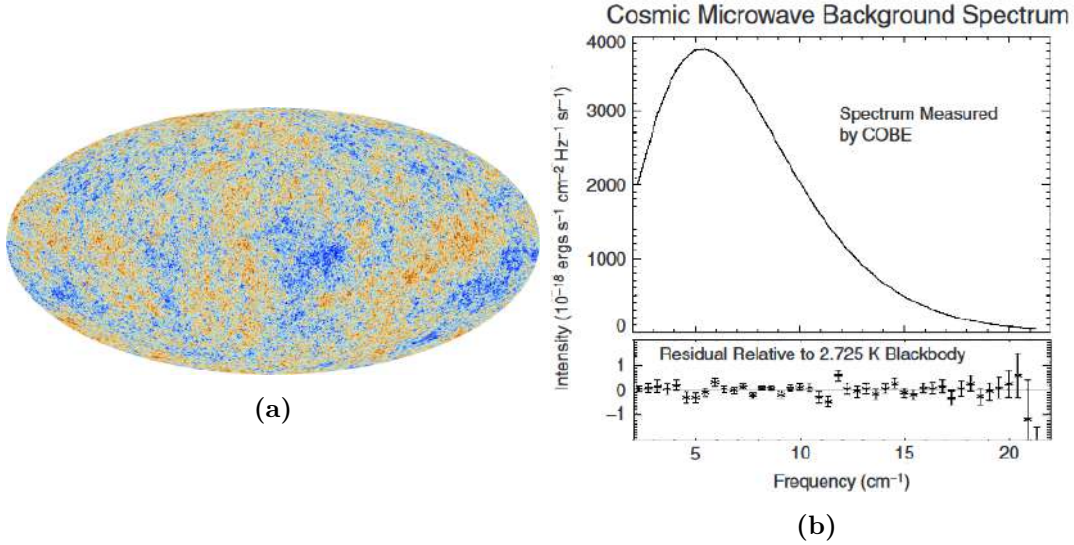 Cosmic Microwave Background Spectrum
4000
3000
2000
1000
0
Intensity (10⁻¹⁸ ergs s⁻¹ cm⁻² Hz⁻¹ sr⁻¹)
Spectrum Measured
by COBE
Residual Relative to 2.725 K Blackbody
1
0
−1
5 10 15 20
Frequency (cm⁻¹)
(a)
(b)